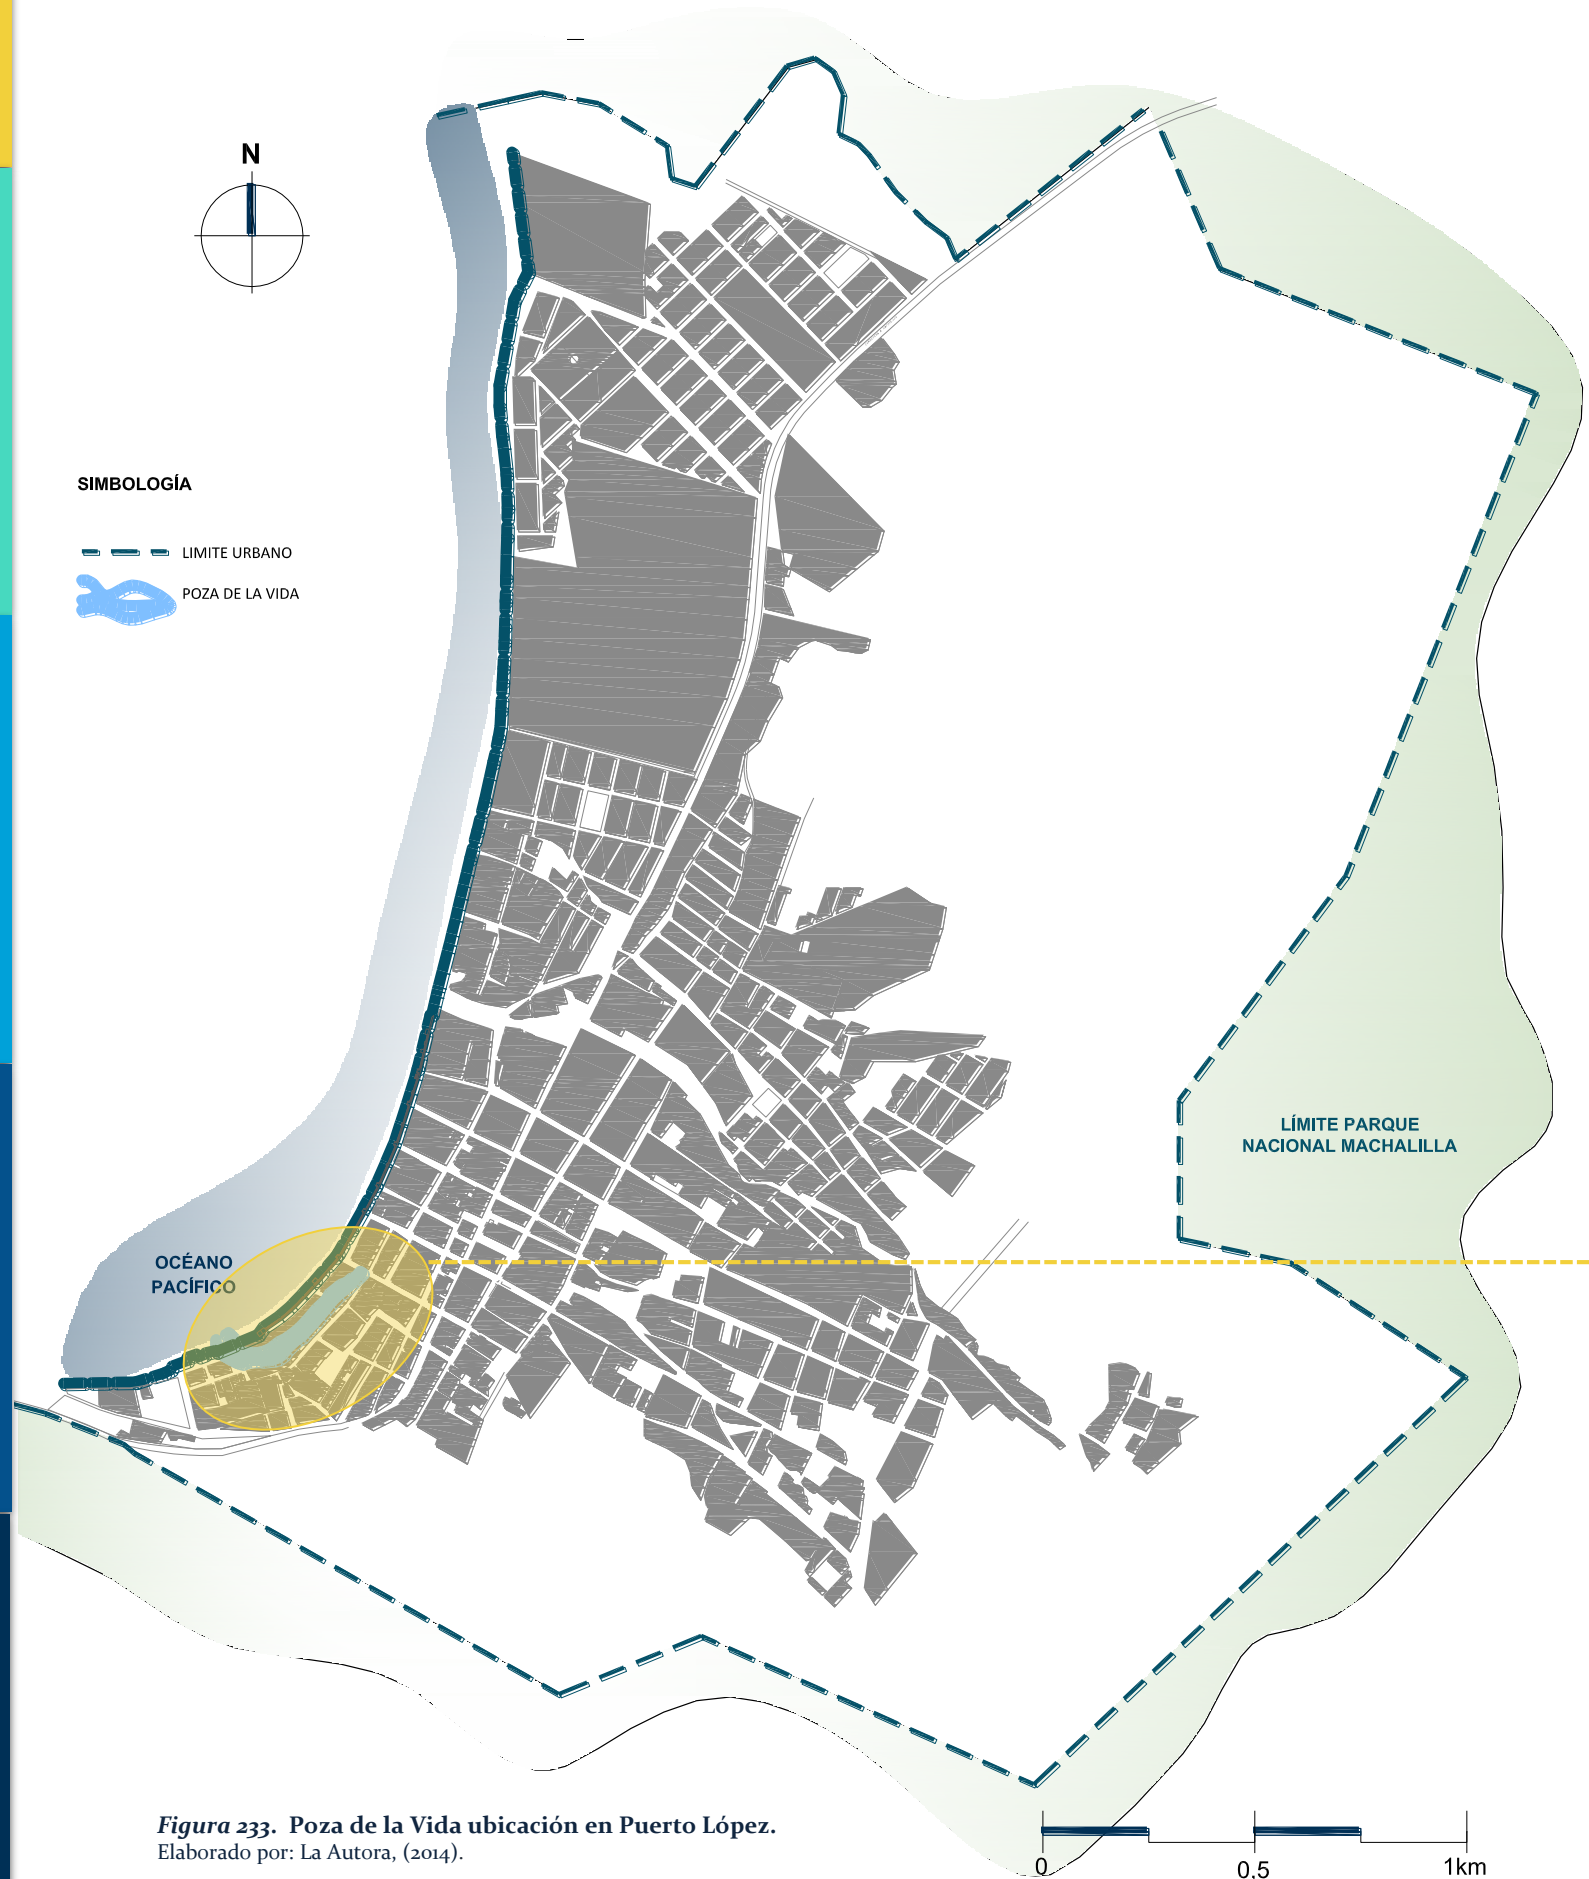 N
SIMBOLOGÍA
LIMITE URBANO
POZA DE LA VIDA
LÍMITE PARQUE
NACIONAL MACHALILLA
OCÉANO
PACÍFICO
Figura 233. Poza de la Vida ubicación en Puerto López.
Elaborado por: La Autora, (2014).
0
0,5
1km